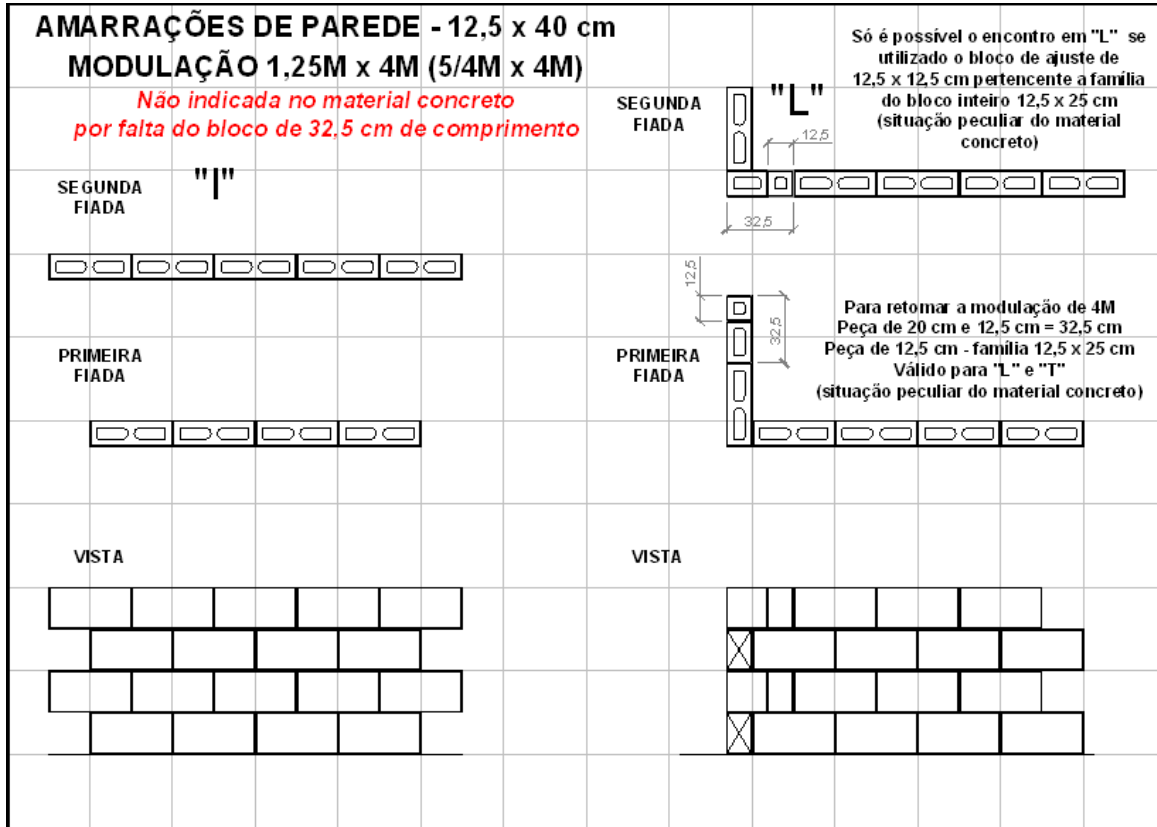 AMARRAÇÕES DE PAREDE - 12,5 x 40 cm
MODULAÇÃO 1,25M x 4M (5/4M x 4M)
Não indicada no material concreto
por falta do bloco de 32,5 cm de comprimento
"I"
SEGUNDA
FIADA
PRIMEIRA
FIADA
VISTA
Só é possível o encontro em "L" se
utilizado o bloco de ajuste de
12,5 x 12,5 cm pertencente a família
do bloco inteiro 12,5 x 25 cm
(situação peculiar do material
concreto)
"L"
SEGUNDA
FIADA
12,5
32,5
12,5
32,5
Para retomar a modulação de 4M
Peça de 20 cm e 12,5 cm = 32,5 cm
Peça de 12,5 cm - família 12,5 x 25 cm
Válido para "L" e "T"
(situação peculiar do material concreto)
PRIMEIRA
FIADA
VISTA